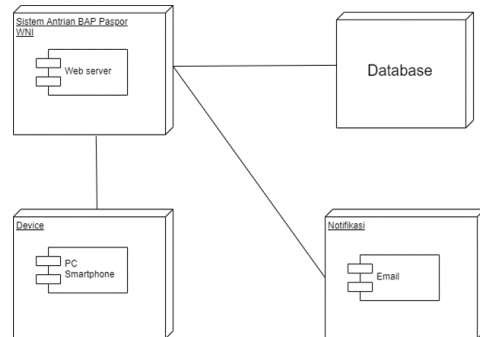 Sistem Antrian BAP Paspor
WNI
Web server
Database
Device
PC
Smartphone
Notifikasi
Email